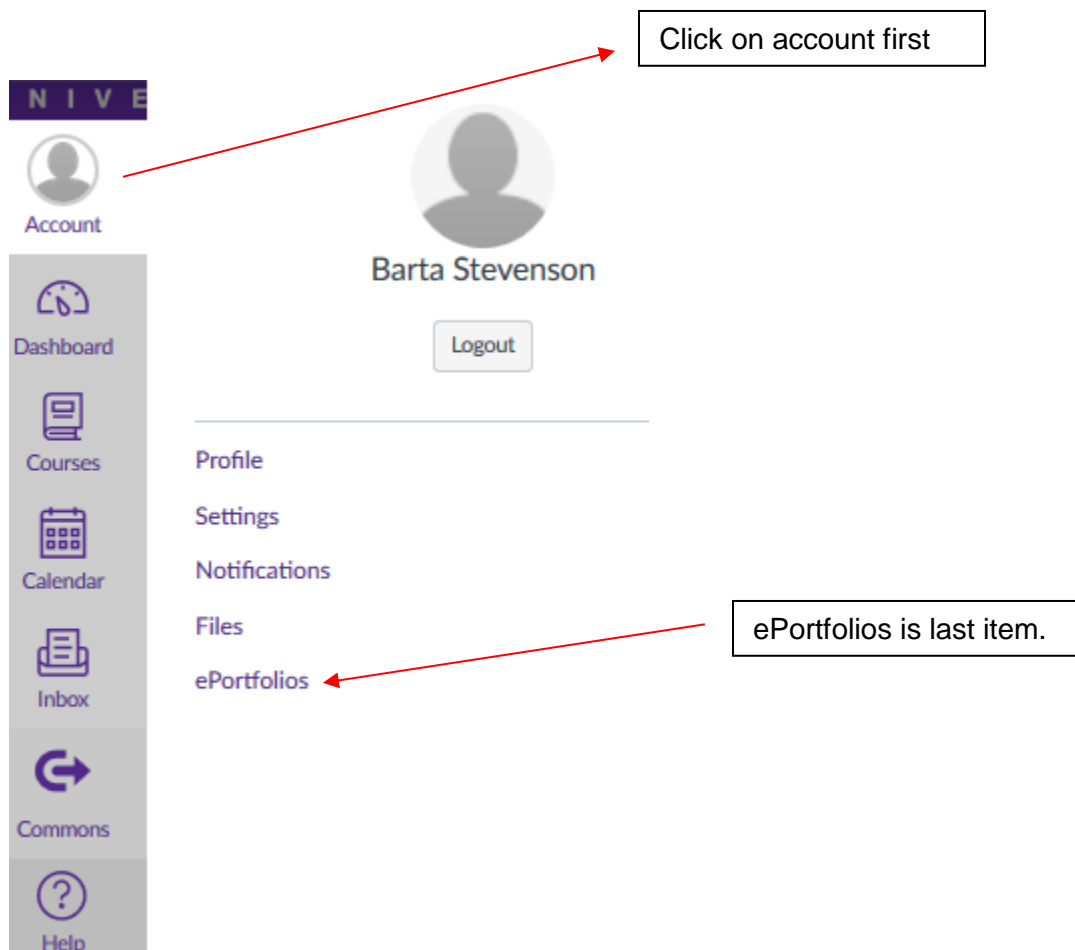 Click on account first
NIVE
Account
Barta Stevenson
Dashboard
Logout
Courses
Profile
Settings
Calendar
Notifications
Files
ePortfolios is last item.
ePortfolios
Inbox
Commons
Help